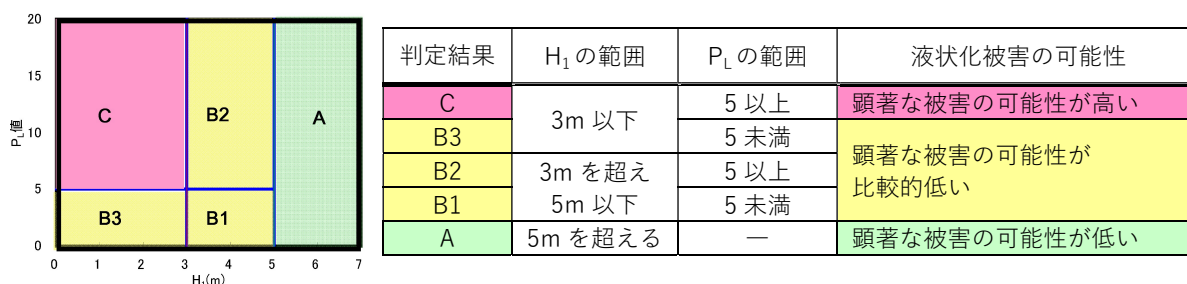 20
15
10
5
0
P_L値
C
B2
A
B3
B1
0 1 2 3 4 5 6 7
H₁(m)
判定結果 H₁の範囲 P_Lの範囲 液状化被害の可能性
C 3m 以下 5 以上 顕著な被害の可能性が高い
B3 5 未満 顕著な被害の可能性が
比較的低い
B2 3m を超え 5 以上
B1 5m 以下 5 未満
A 5m を超える ― 顕著な被害の可能性が低い